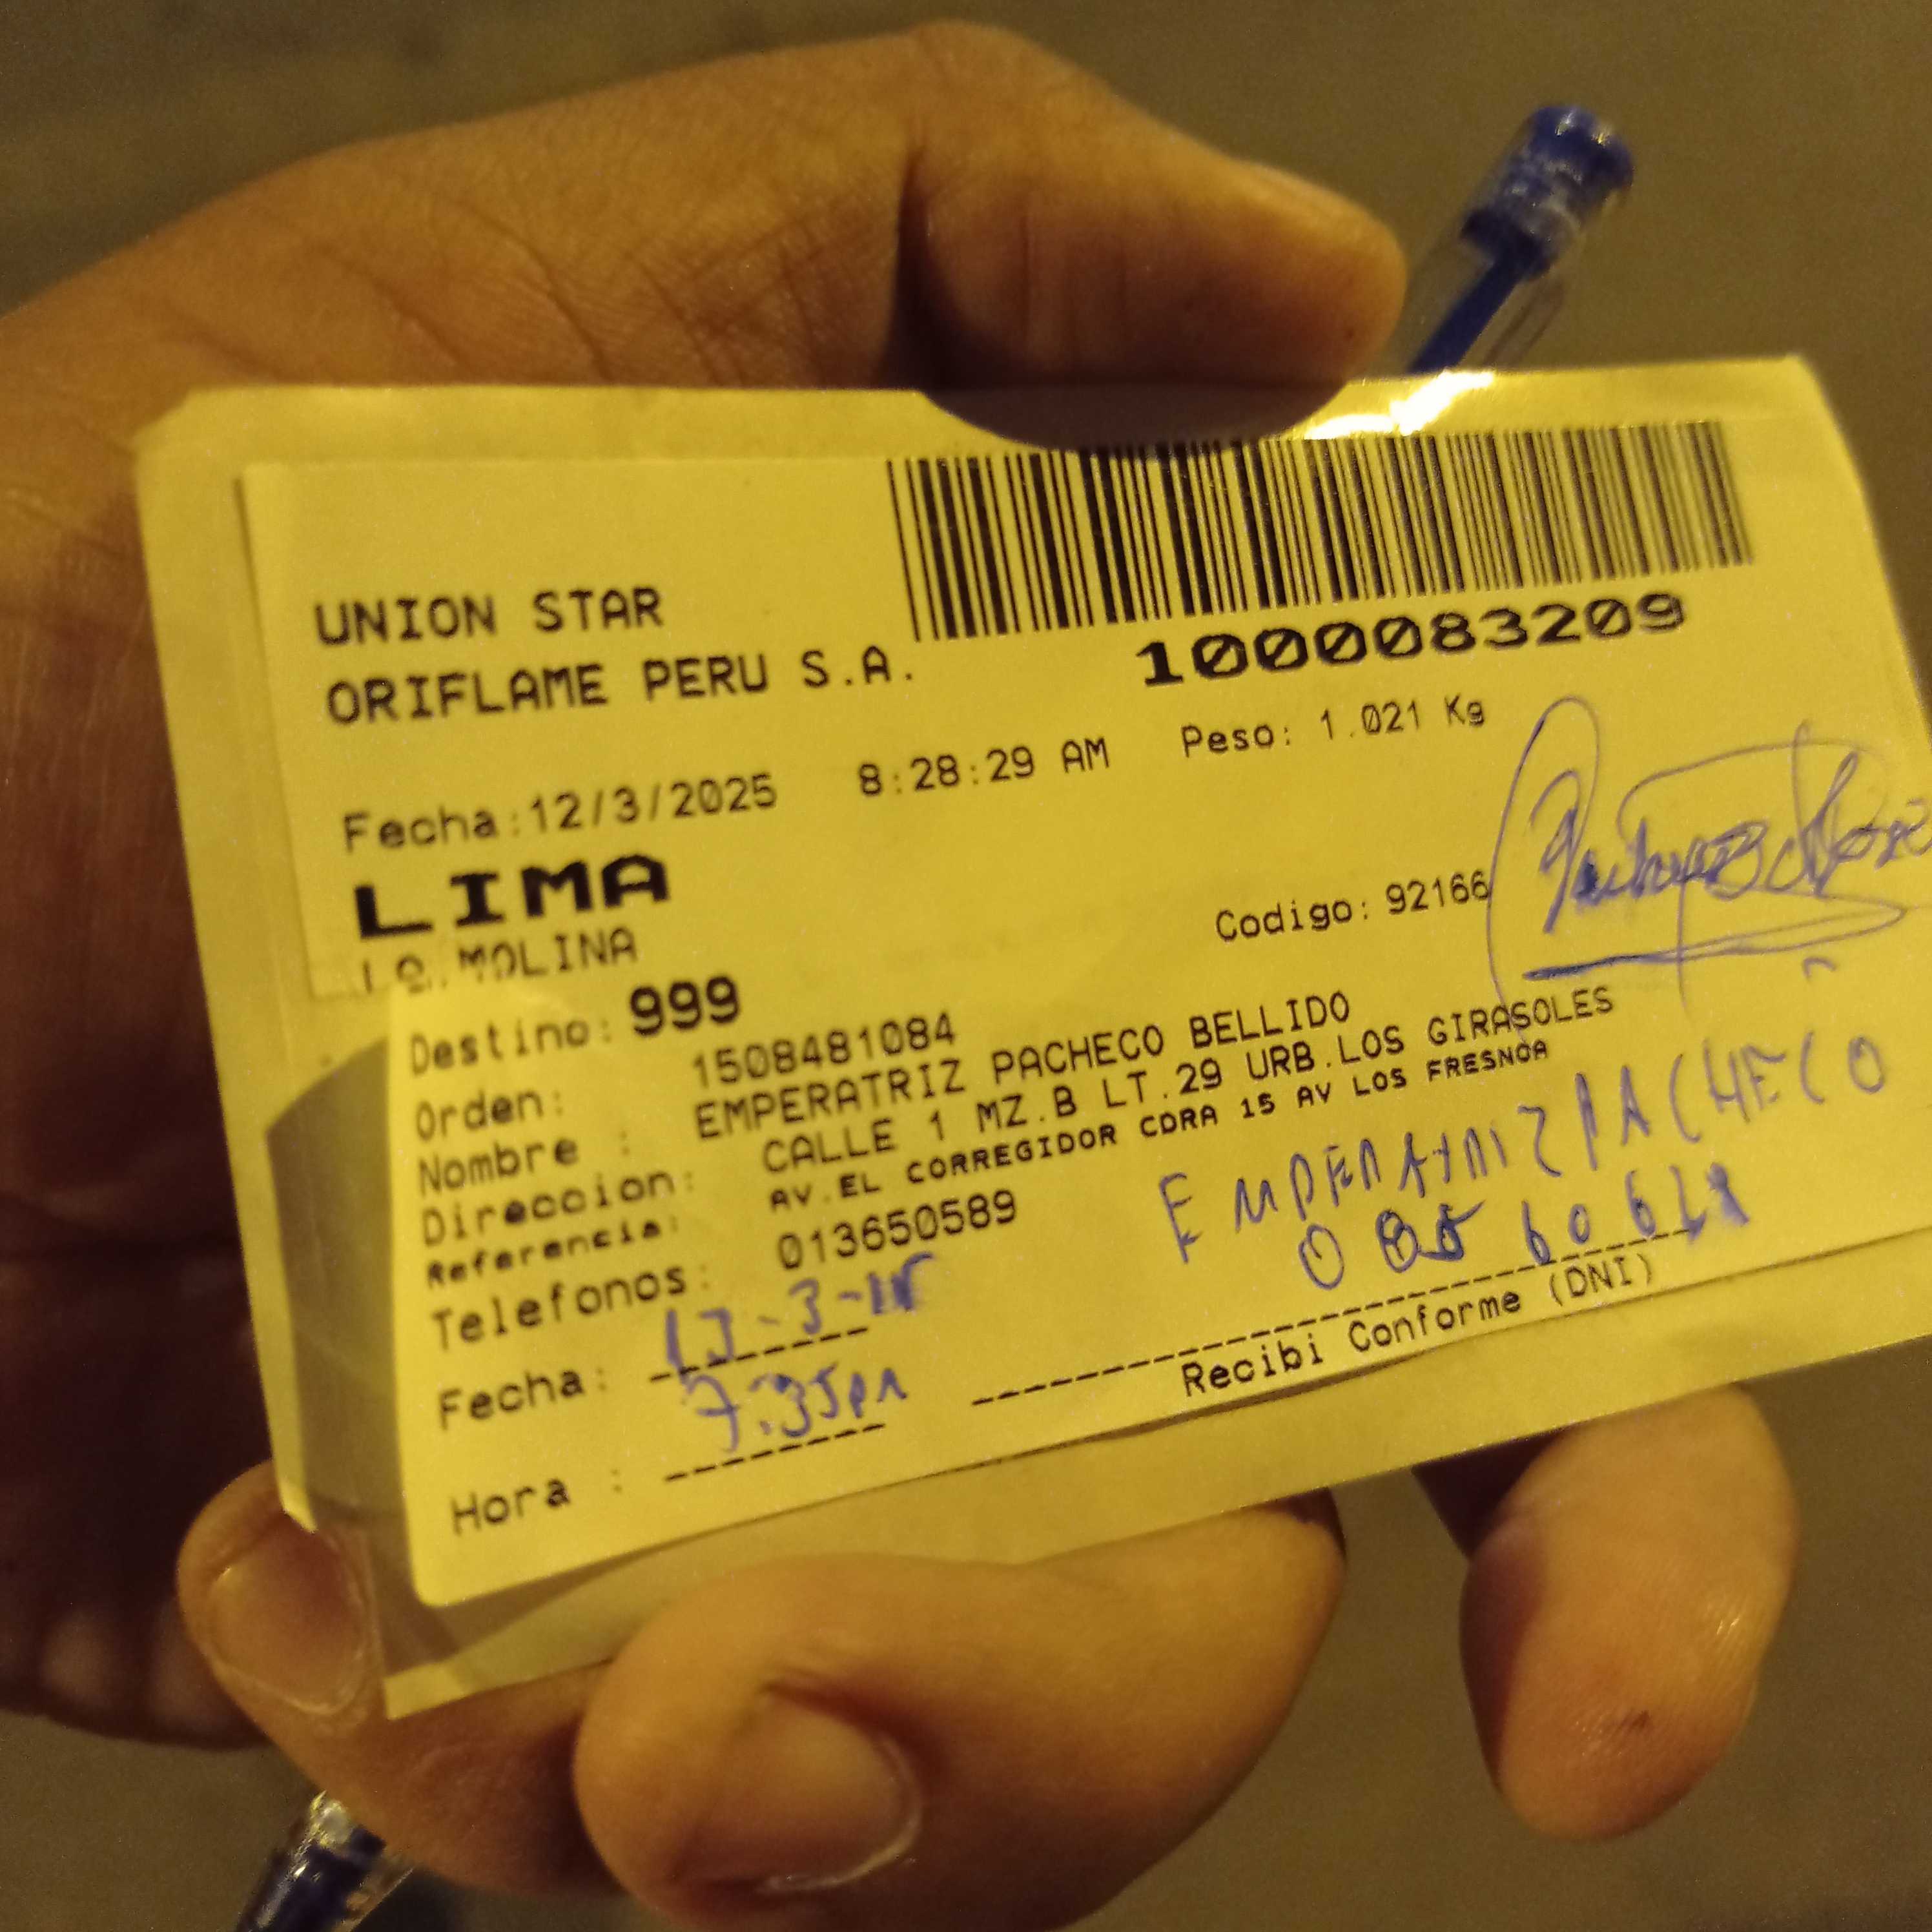 UNION STAR
ORIFLAME PERU S.A.
1000083209
Fecha:12/3/2025 8:28:29 AM Peso: 1.021 Kg
LIMA
MOLINA
Codigo: 92166
Destino: 999
Orden: 1508481084
Nombre : EMPERATRIZ PACHECO BELLIDO
Direccion: CALLE 1 MZ.B LT.29 URB.LOS GIRASOLES
Referencia: AV.EL CORREGIDOR CDRA 15 AV LOS FRESNOA
Telefonos: 013650589
EMPERATRIZ PACHECO
Fecha:
Hora : 7:35pm
Recibi Conforme (DNI)